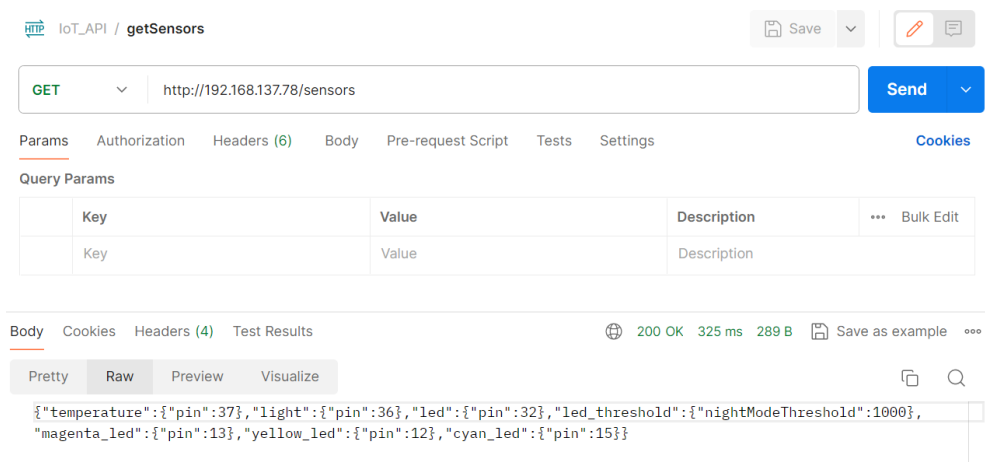 HTTP IoT_API / getSensors Save
GET http://192.168.137.78/sensors Send
Params Authorization Headers (6) Body Pre-request Script Tests Settings Cookies
Query Params
Key Value Description ••• Bulk Edit
Key Value Description
Body Cookies Headers (4) Test Results 200 OK 325 ms 289 B Save as example
Pretty Raw Preview Visualize
{"temperature":{"pin":37},"light":{"pin":36},"led":{"pin":32},"led_threshold":{"nightModeThreshold":1000},
"magenta_led":{"pin":13},"yellow_led":{"pin":12},"cyan_led":{"pin":15}}